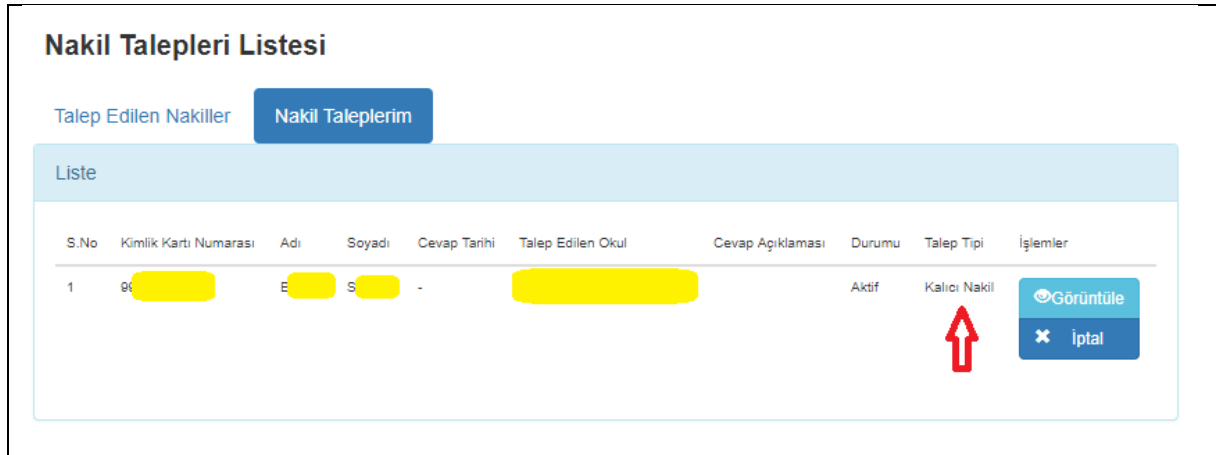 Nakil Talepleri Listesi
Talep Edilen Nakiller Nakil Taleplerim
Liste
S.No Kimlik Kartı Numarası Adı Soyadı Cevap Tarihi Talep Edilen Okul Cevap Açıklaması Durumu Talep Tipi İşlemler
1 99 E S - Aktif Kalıcı Nakil Görüntüle
İptal